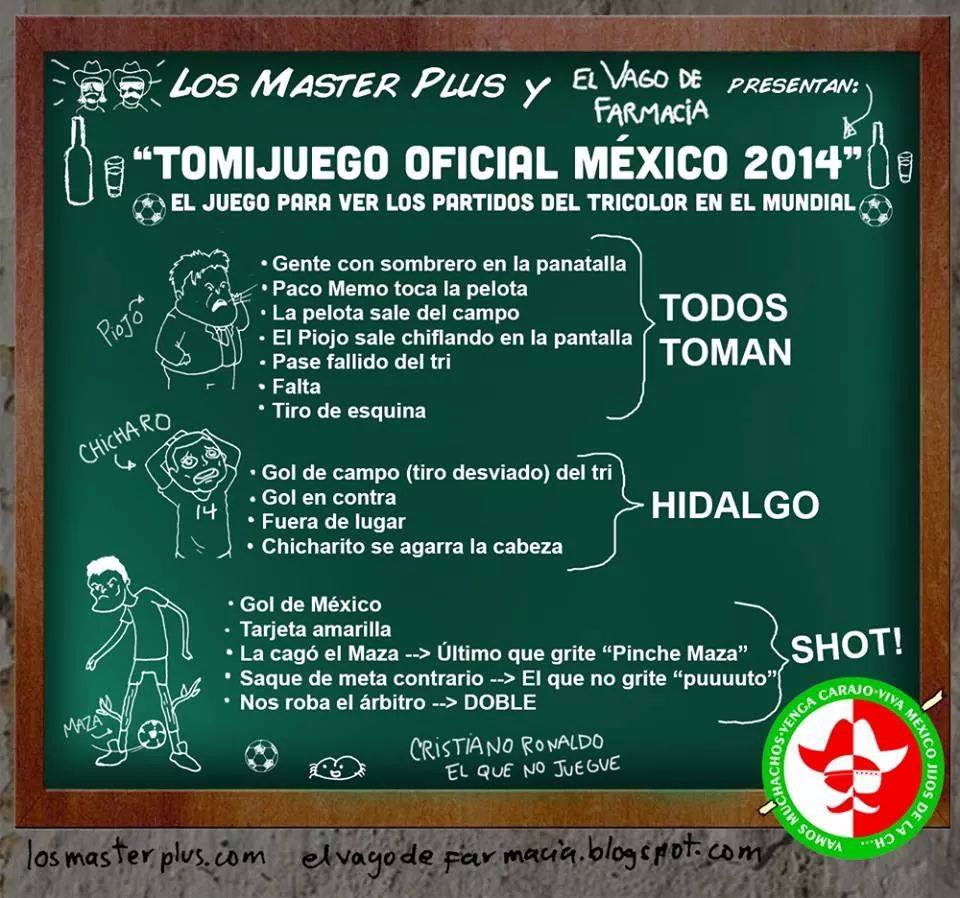 LOS MASTER PLUS Y EL VAGO DE FARMACIA PRESENTAN:
"TOMIJUEGO OFICIAL MÉXICO 2014"
EL JUEGO PARA VER LOS PARTIDOS DEL TRICOLOR EN EL MUNDIAL
PIOJO
• Gente con sombrero en la panatalla
• Paco Memo toca la pelota
• La pelota sale del campo
• El Piojo sale chiflando en la pantalla
• Pase fallido del tri
• Falta
• Tiro de esquina
TODOS
TOMAN
CHICHARO
14
• Gol de campo (tiro desviado) del tri
• Gol en contra
• Fuera de lugar
• Chicharito se agarra la cabeza
HIDALGO
MAZA
• Gol de México
• Tarjeta amarilla
• La cagó el Maza --> Último que grite “Pinche Maza”
• Saque de meta contrario --> El que no grite “puuuuto”
• Nos roba el árbitro --> DOBLE
SHOT!
CRISTIANO RONALDO
EL QUE NO JUEGUE
VAMOS MUCHACHOS·VENGA CARAJO·VIVA MÉXICO JIJOS DE LA CH...
losmasterplus.com elvagodefarmacia.blogspot.com